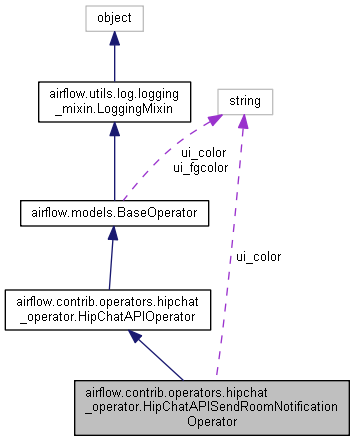 object
airflow.utils.log.logging
_mixin.LoggingMixin
string
ui_color
ui_fgcolor
airflow.models.BaseOperator
ui_color
airflow.contrib.operators.hipchat
_operator.HipChatAPIOperator
airflow.contrib.operators.hipchat
_operator.HipChatAPISendRoomNotification
Operator